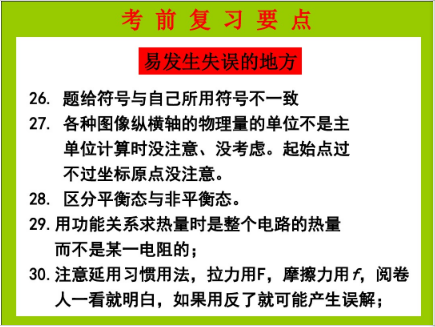 考前复习要点
易发生失误的地方
26. 题给符号与自己所用符号不一致
27. 各种图像纵横轴的物理量的单位不是主
单位计算时没注意、没考虑。起始点过
不过坐标原点没注意。
28. 区分平衡态与非平衡态。
29. 用功能关系求热量时是整个电路的热量
而不是某一电阻的；
30. 注意延用习惯用法，拉力用F，摩擦力用f，阅卷
人一看就明白，如果用反了就可能产生误解；